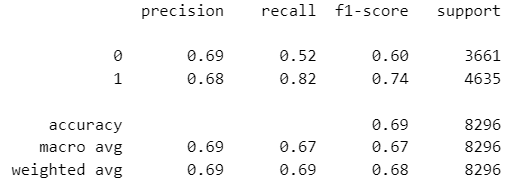 precision recall f1-score support
0 0.69 0.52 0.60 3661
1 0.68 0.82 0.74 4635
accuracy 0.69 8296
macro avg 0.69 0.67 0.67 8296
weighted avg 0.69 0.69 0.68 8296